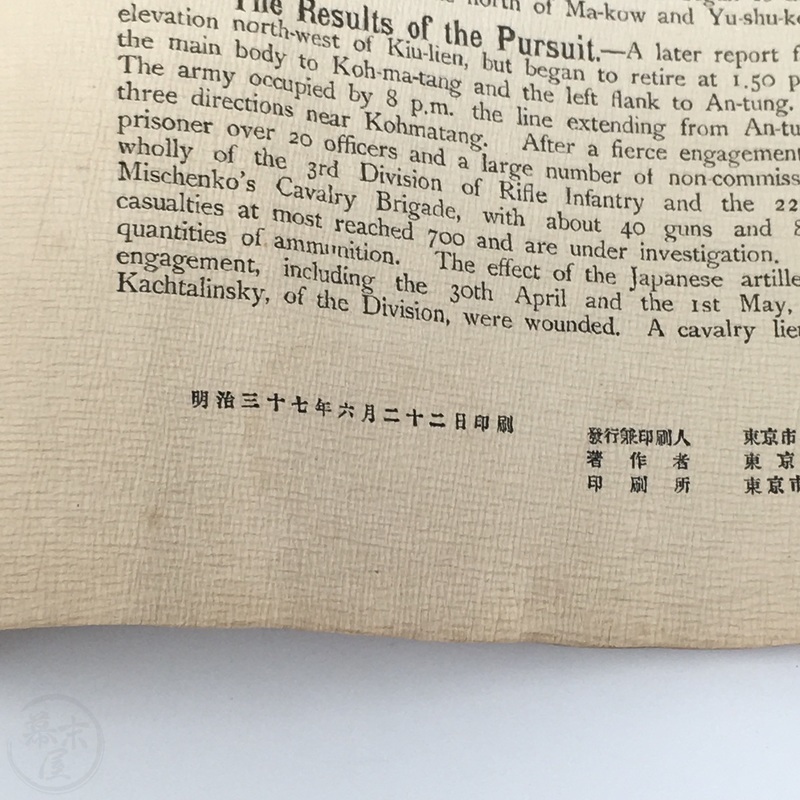 north of Ma-kow and Yu-shu-k
The Results of the Pursuit.—A later report f
elevation north-west of Kiu-lien, but began to retire at 1.50 p
the main body to Koh-ma-tang and the left flank to An-tung.
The army occupied by 8 p.m. the line extending from An-tu
three directions near Kohmatang. After a fierce engagement
prisoner over 20 officers and a large number of non-commiss
wholly of the 3rd Division of Rifle Infantry and the 22
Mischenko's Cavalry Brigade, with about 40 guns and 8
casualties at most reached 700 and are under investigation.
quantities of ammunition. The effect of the Japanese artille
engagement, including the 30th April and the 1st May,
Kachtalinsky, of the Division, were wounded. A cavalry lieu
明治三十七年六月二十二日印刷
發行兼印刷人 東京市
著作者 東京
印刷所 東京市
幕末屋